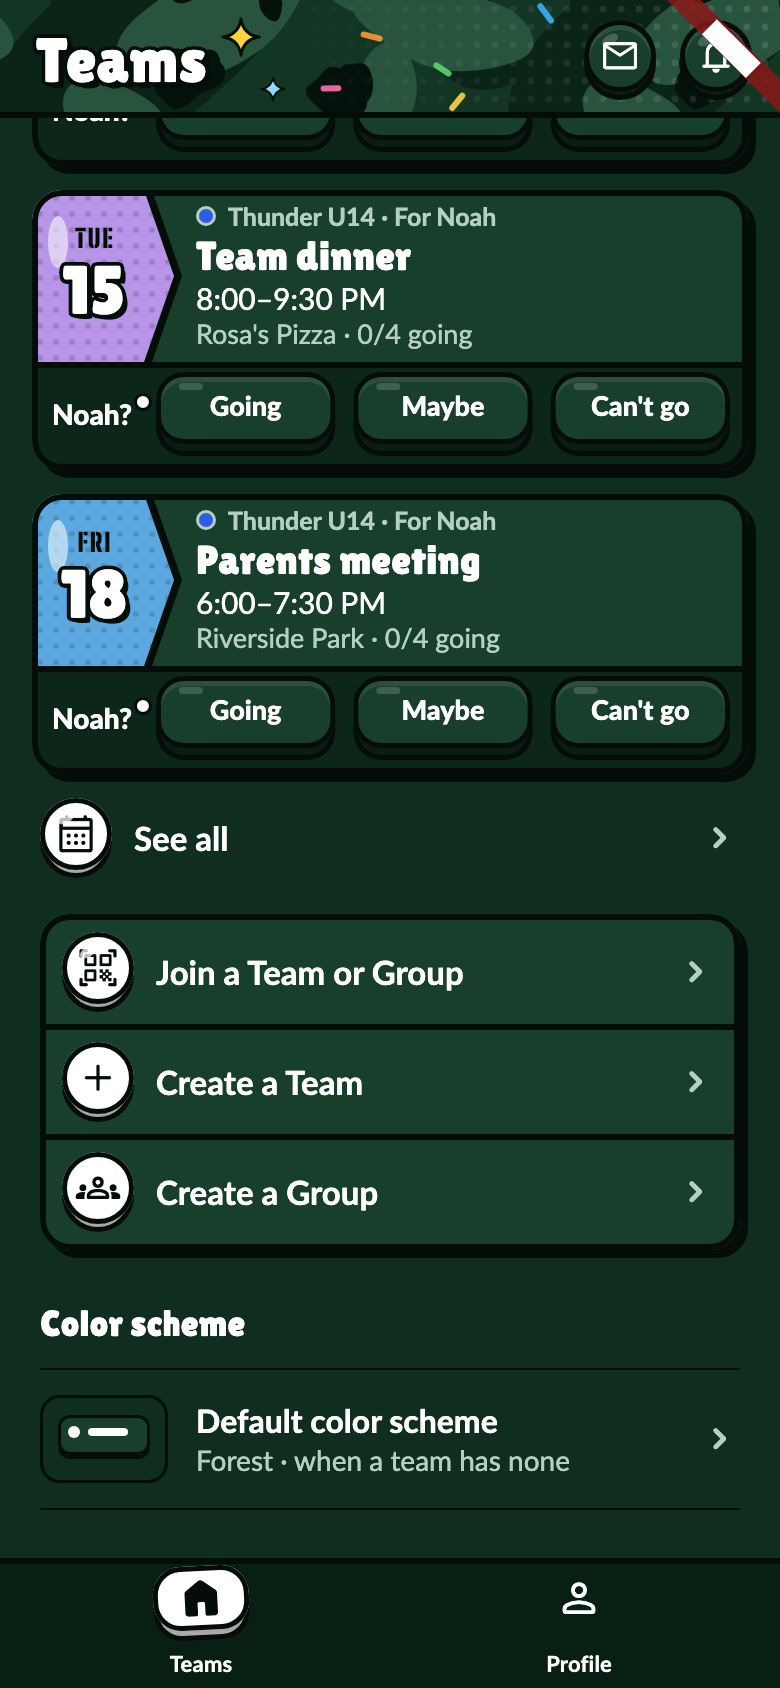 Teams
Noah?
TUE
15
Thunder U14 · For Noah
Team dinner
8:00–9:30 PM
Rosa's Pizza · 0/4 going
Noah?
Going
Maybe
Can't go
FRI
18
Thunder U14 · For Noah
Parents meeting
6:00–7:30 PM
Riverside Park · 0/4 going
Noah?
Going
Maybe
Can't go
See all
Join a Team or Group
Create a Team
Create a Group
Color scheme
Default color scheme
Forest · when a team has none
Teams
Profile